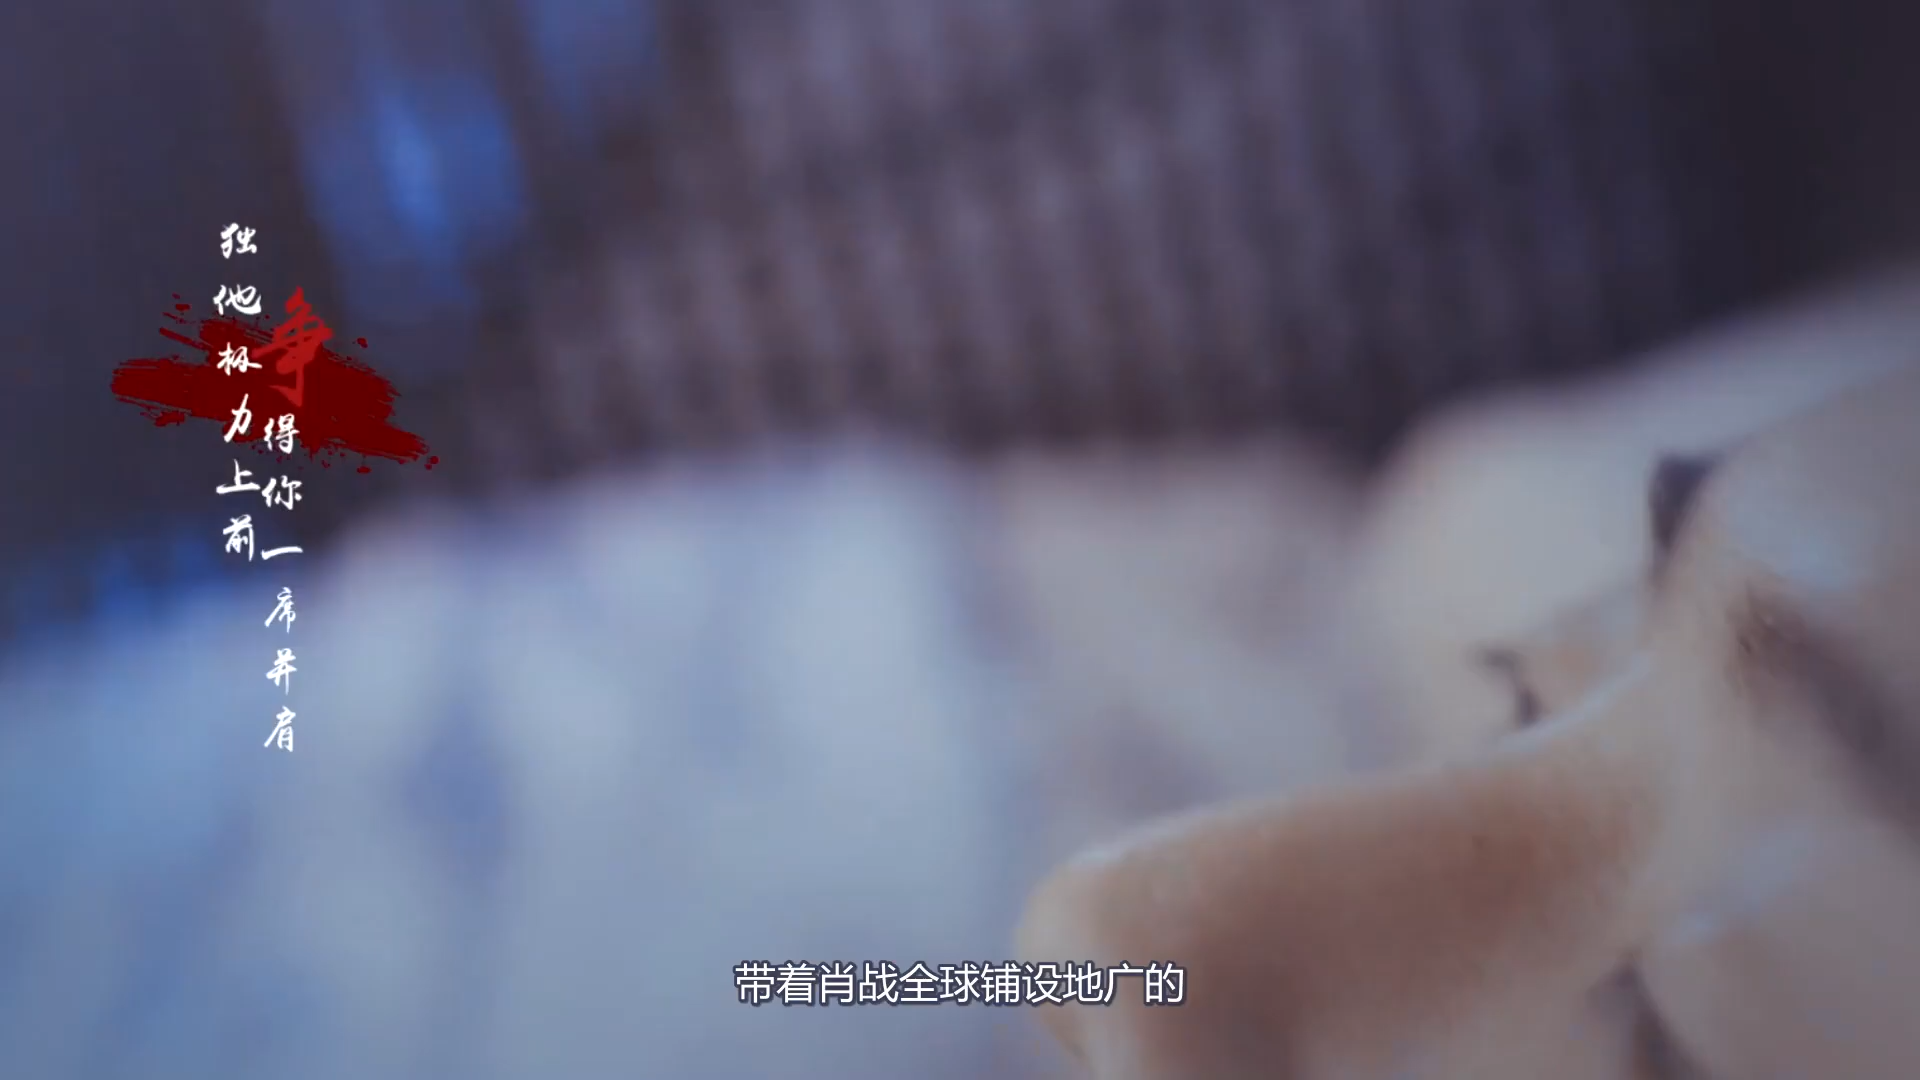 独他极力上前
争得你一席并肩
带着肖战全球铺设地广的